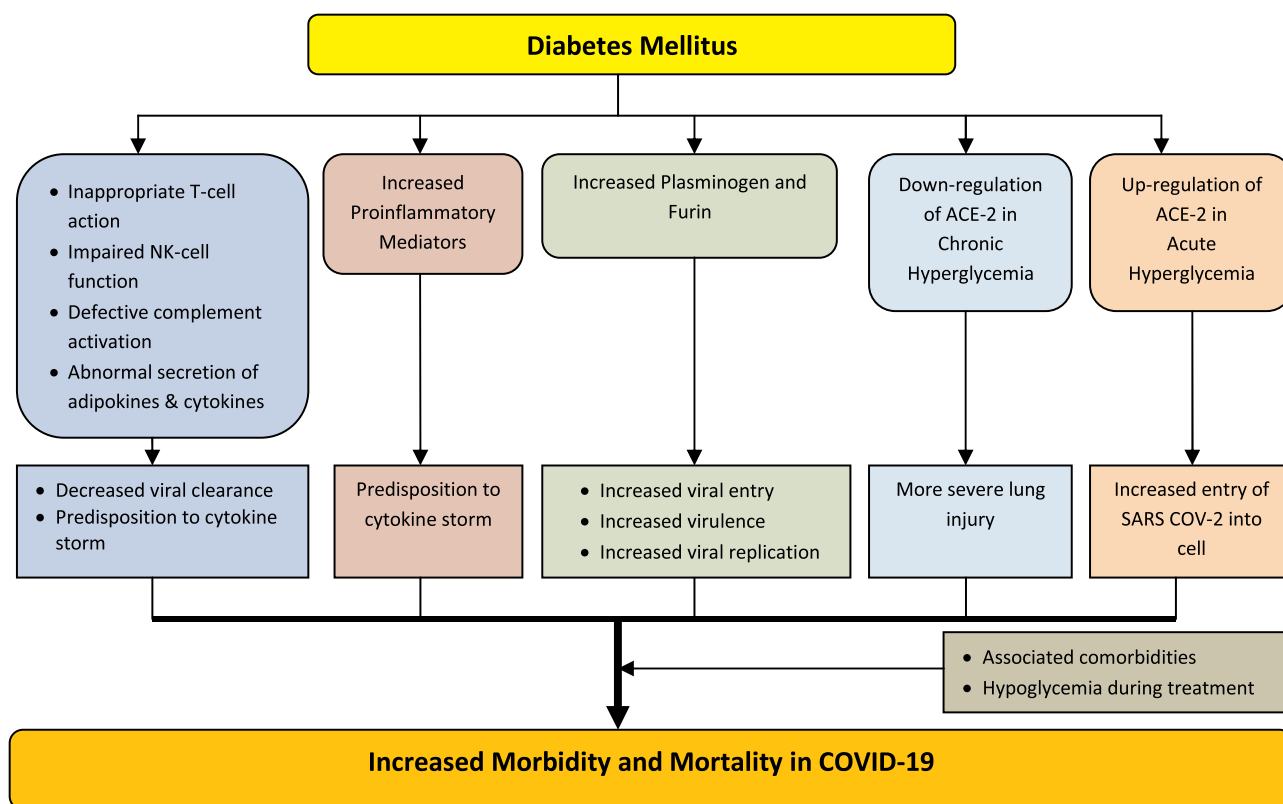 Diabetes Mellitus
• Inappropriate T-cell
action
• Impaired NK-cell
function
• Defective complement
activation
• Abnormal secretion of
adipokines & cytokines
Increased
Proinflammatory
Mediators
Increased Plasminogen and
Furin
Down-regulation
of ACE-2 in
Chronic
Hyperglycemia
Up-regulation of
ACE-2 in
Acute
Hyperglycemia
• Decreased viral clearance
• Predisposition to cytokine
storm
Predisposition to
cytokine storm
• Increased viral entry
• Increased virulence
• Increased viral replication
More severe lung
injury
Increased entry of
SARS COV-2 into
cell
• Associated comorbidities
• Hypoglycemia during treatment
Increased Morbidity and Mortality in COVID-19